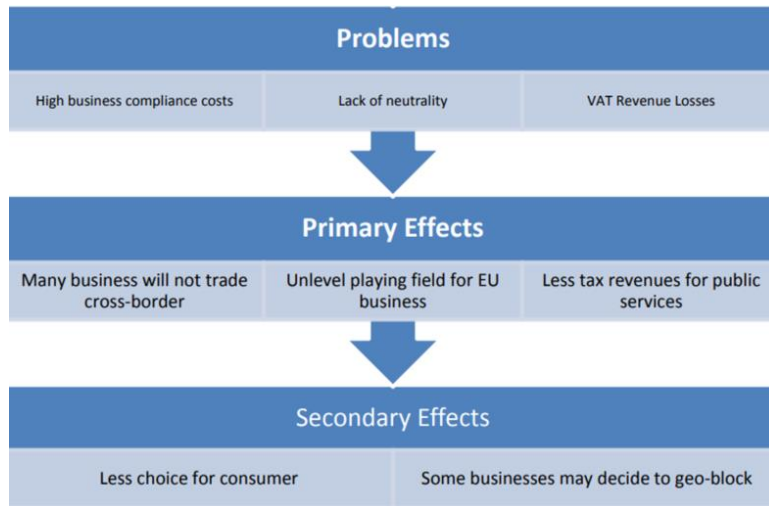 Problems
High business compliance costs
Lack of neutrality
VAT Revenue Losses
Primary Effects
Many business will not trade
cross-border
Unlevel playing field for EU
business
Less tax revenues for public
services
Secondary Effects
Less choice for consumer
Some businesses may decide to geo-block